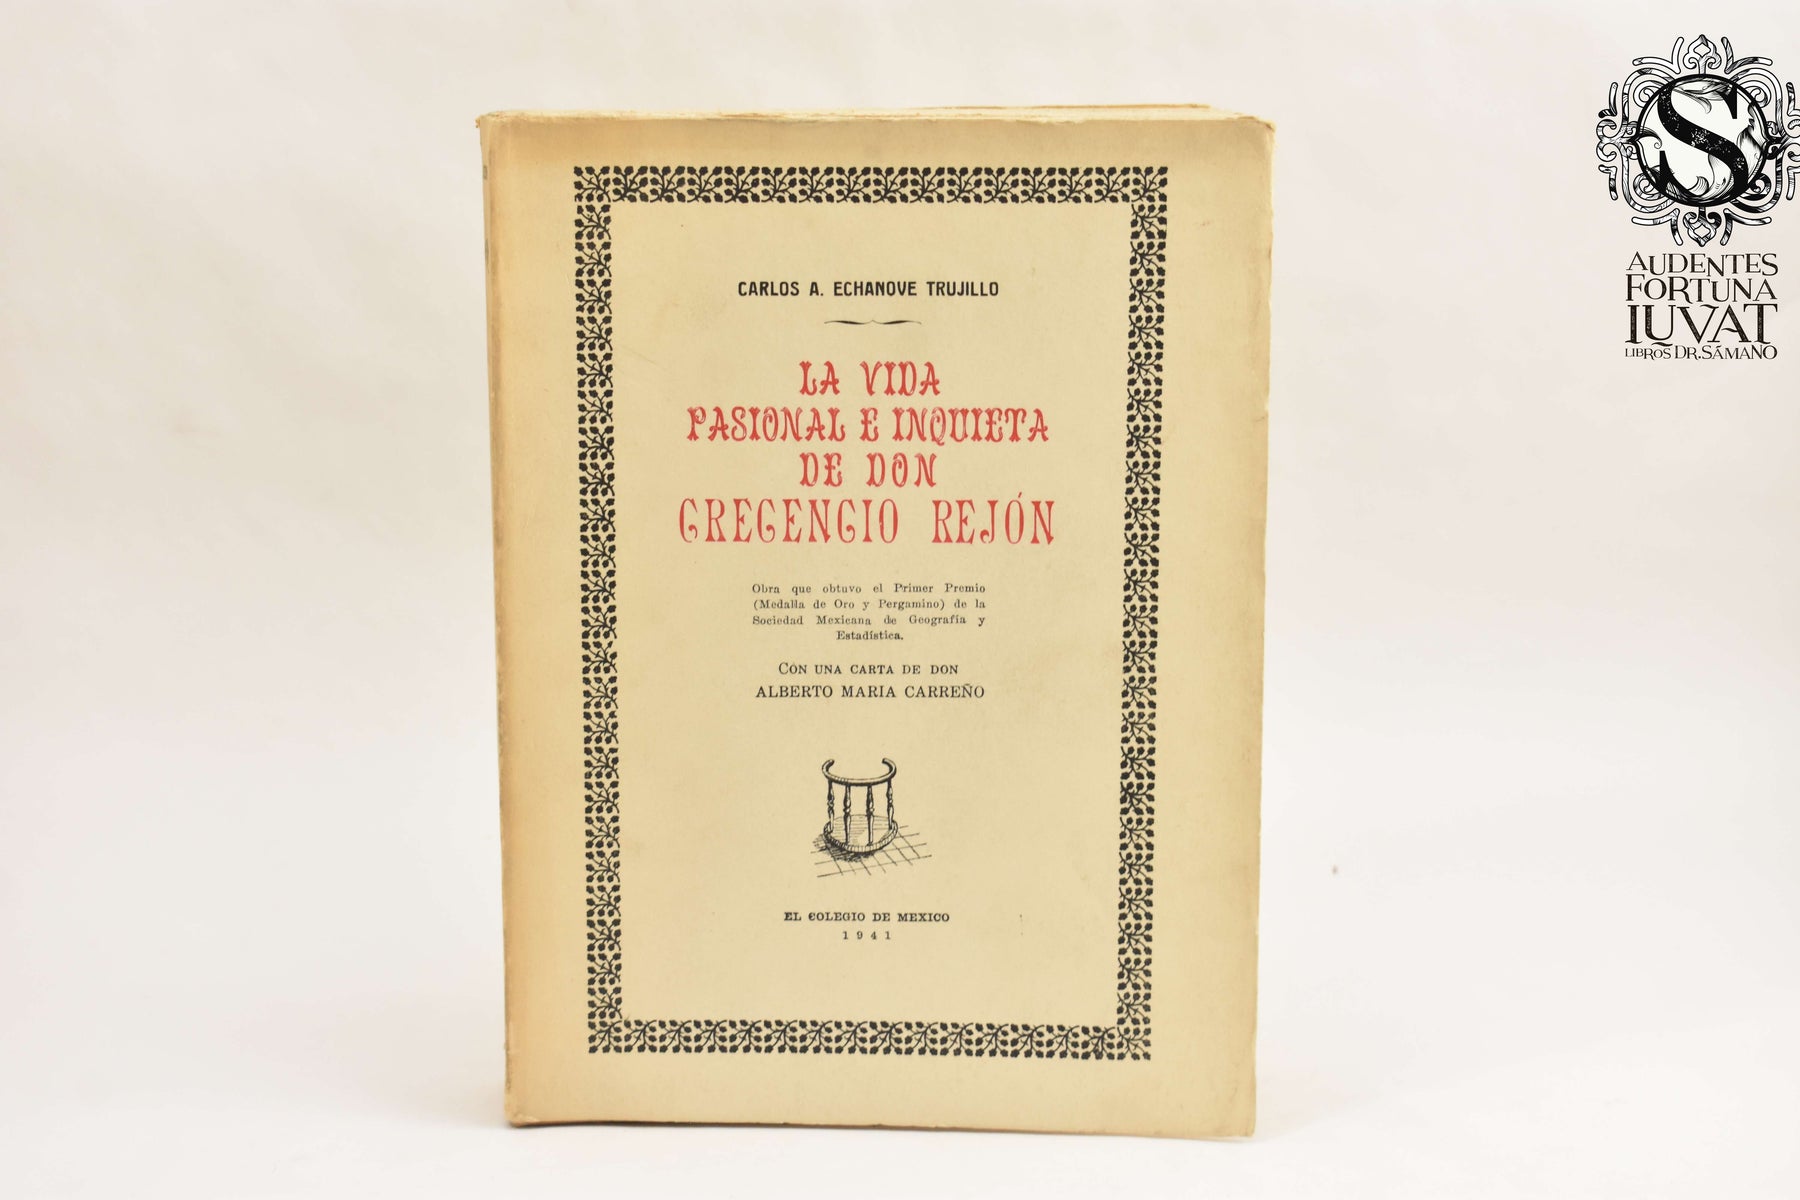 CARLOS A. ECHANOVE TRUJILLO
LA VIDA
PASIONAL E INQUIETA
DE DON
CRECENCIO REJÓN
Obra que obtuvo el Primer Premio
(Medalla de Oro y Pergamino) de la
Sociedad Mexicana de Geografía y
Estadística.
CON UNA CARTA DE DON
ALBERTO MARIA CARREÑO
EL COLEGIO DE MEXICO
1941
S
AUDENTES
FORTUNA
IUVAT
LIBROS DR. SÁMANO